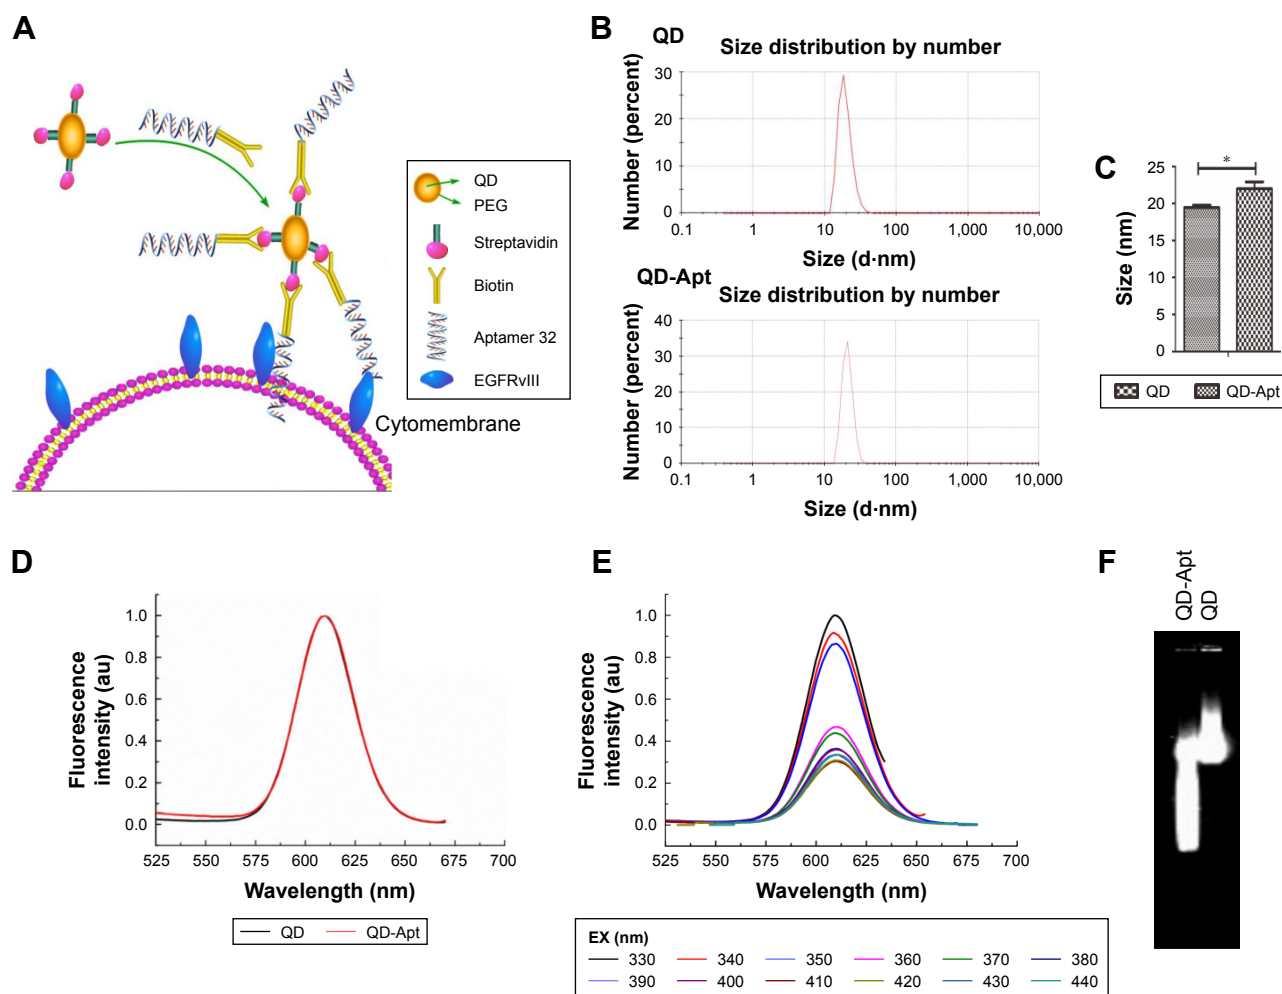 A
QD
PEG
Streptavidin
Biotin
Aptamer 32
EGFRvIII
Cytomembrane
B
QD
Size distribution by number
Number (percent)
30
20
10
0
0.1 1 10 100 1,000 10,000
Size (d·nm)
QD-Apt
Size distribution by number
Number (percent)
40
30
20
10
0
0.1 1 10 100 1,000 10,000
Size (d·nm)
C
*
Size (nm)
25
20
15
10
5
0
QD QD-Apt
D
Fluorescence
intensity (au)
1.0
0.8
0.6
0.4
0.2
0.0
525 550 575 600 625 650 675 700
Wavelength (nm)
QD QD-Apt
E
Fluorescence
intensity (au)
1.0
0.8
0.6
0.4
0.2
0.0
525 550 575 600 625 650 675 700
Wavelength (nm)
EX (nm)
330 340 350 360 370 380
390 400 410 420 430 440
F
QD-Apt
QD